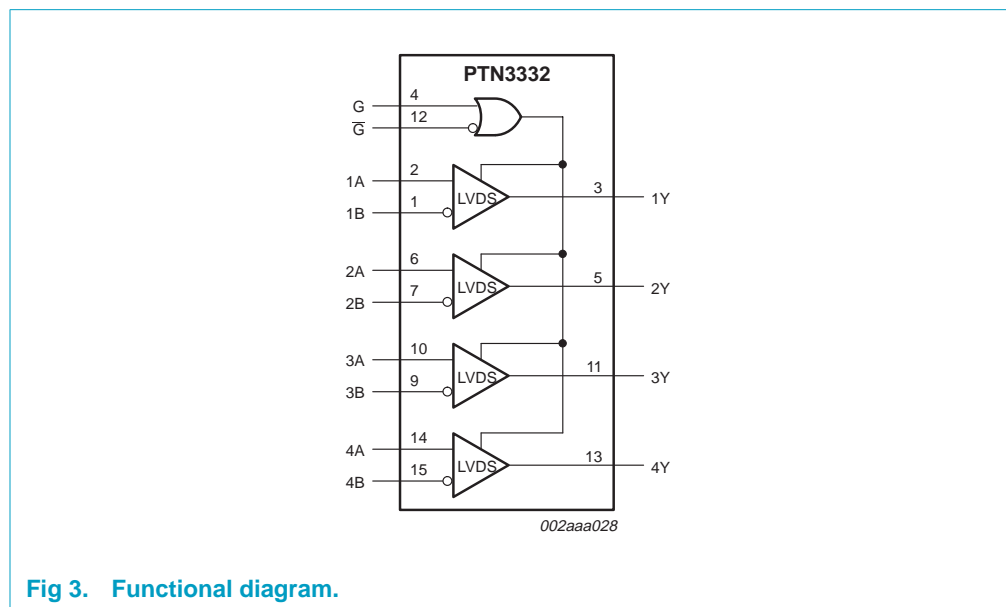 PTN3332
G 4
G̅ 12
1A 2
LVDS 3 1Y
1B 1
2A 6
LVDS 5 2Y
2B 7
3A 10
LVDS 11 3Y
3B 9
4A 14
LVDS 13 4Y
4B 15
002aaa028
Fig 3. Functional diagram.